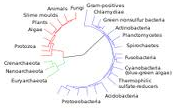 Animals
Fungi
Gram-positives
Slime moulds
Chlamydiae
Plants
Green nonsulfur bacteria
Algae
Actinobacteria
Planctomycetes
Protozoa
Spirochaetes
Crenarchaeota
Fusobacteria
Nanoarchaeota
Cyanobacteria
(blue-green algae)
Euryarchaeota
Thermophilic
sulfate-reducers
Acidobacteria
Proteobacteria